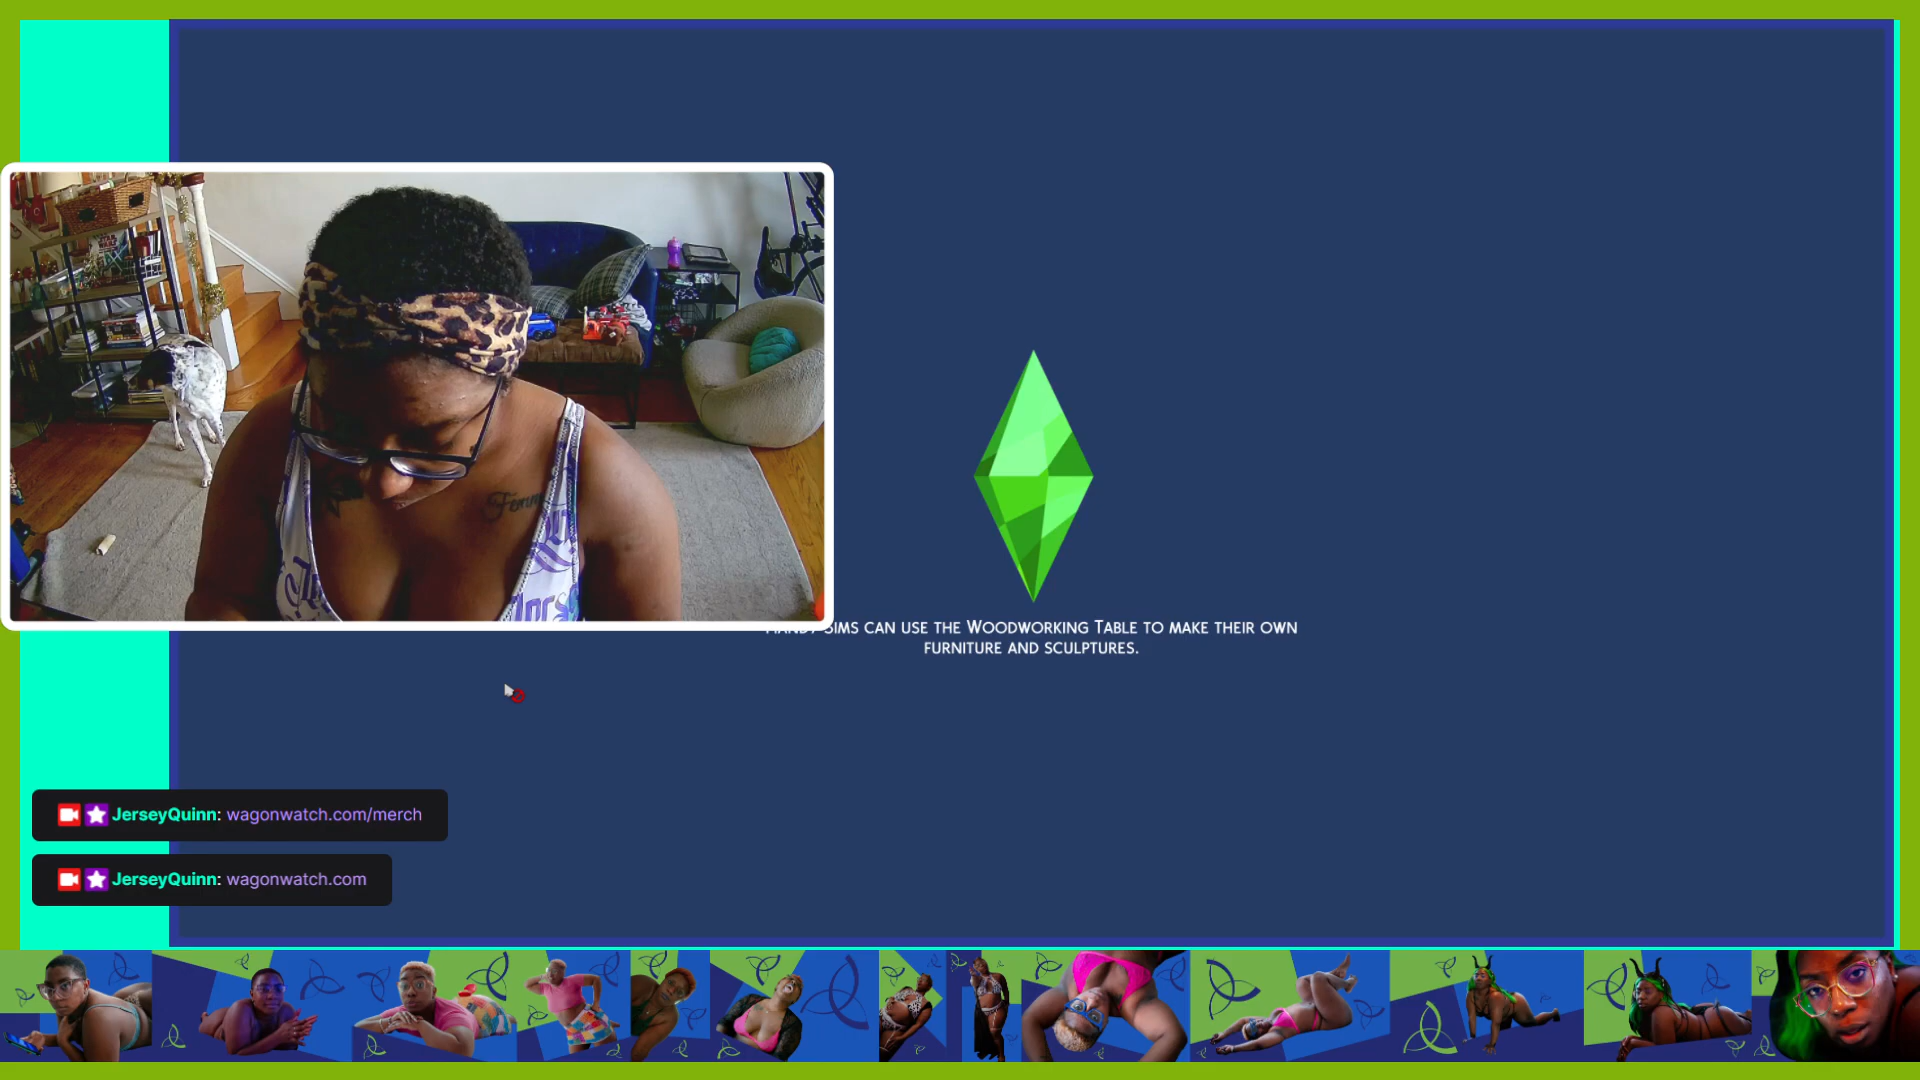 SIMS CAN USE THE WOODWORKING TABLE TO MAKE THEIR OWN
FURNITURE AND SCULPTURES.
JerseyQuinn: wagonwatch.com/merch
JerseyQuinn: wagonwatch.com